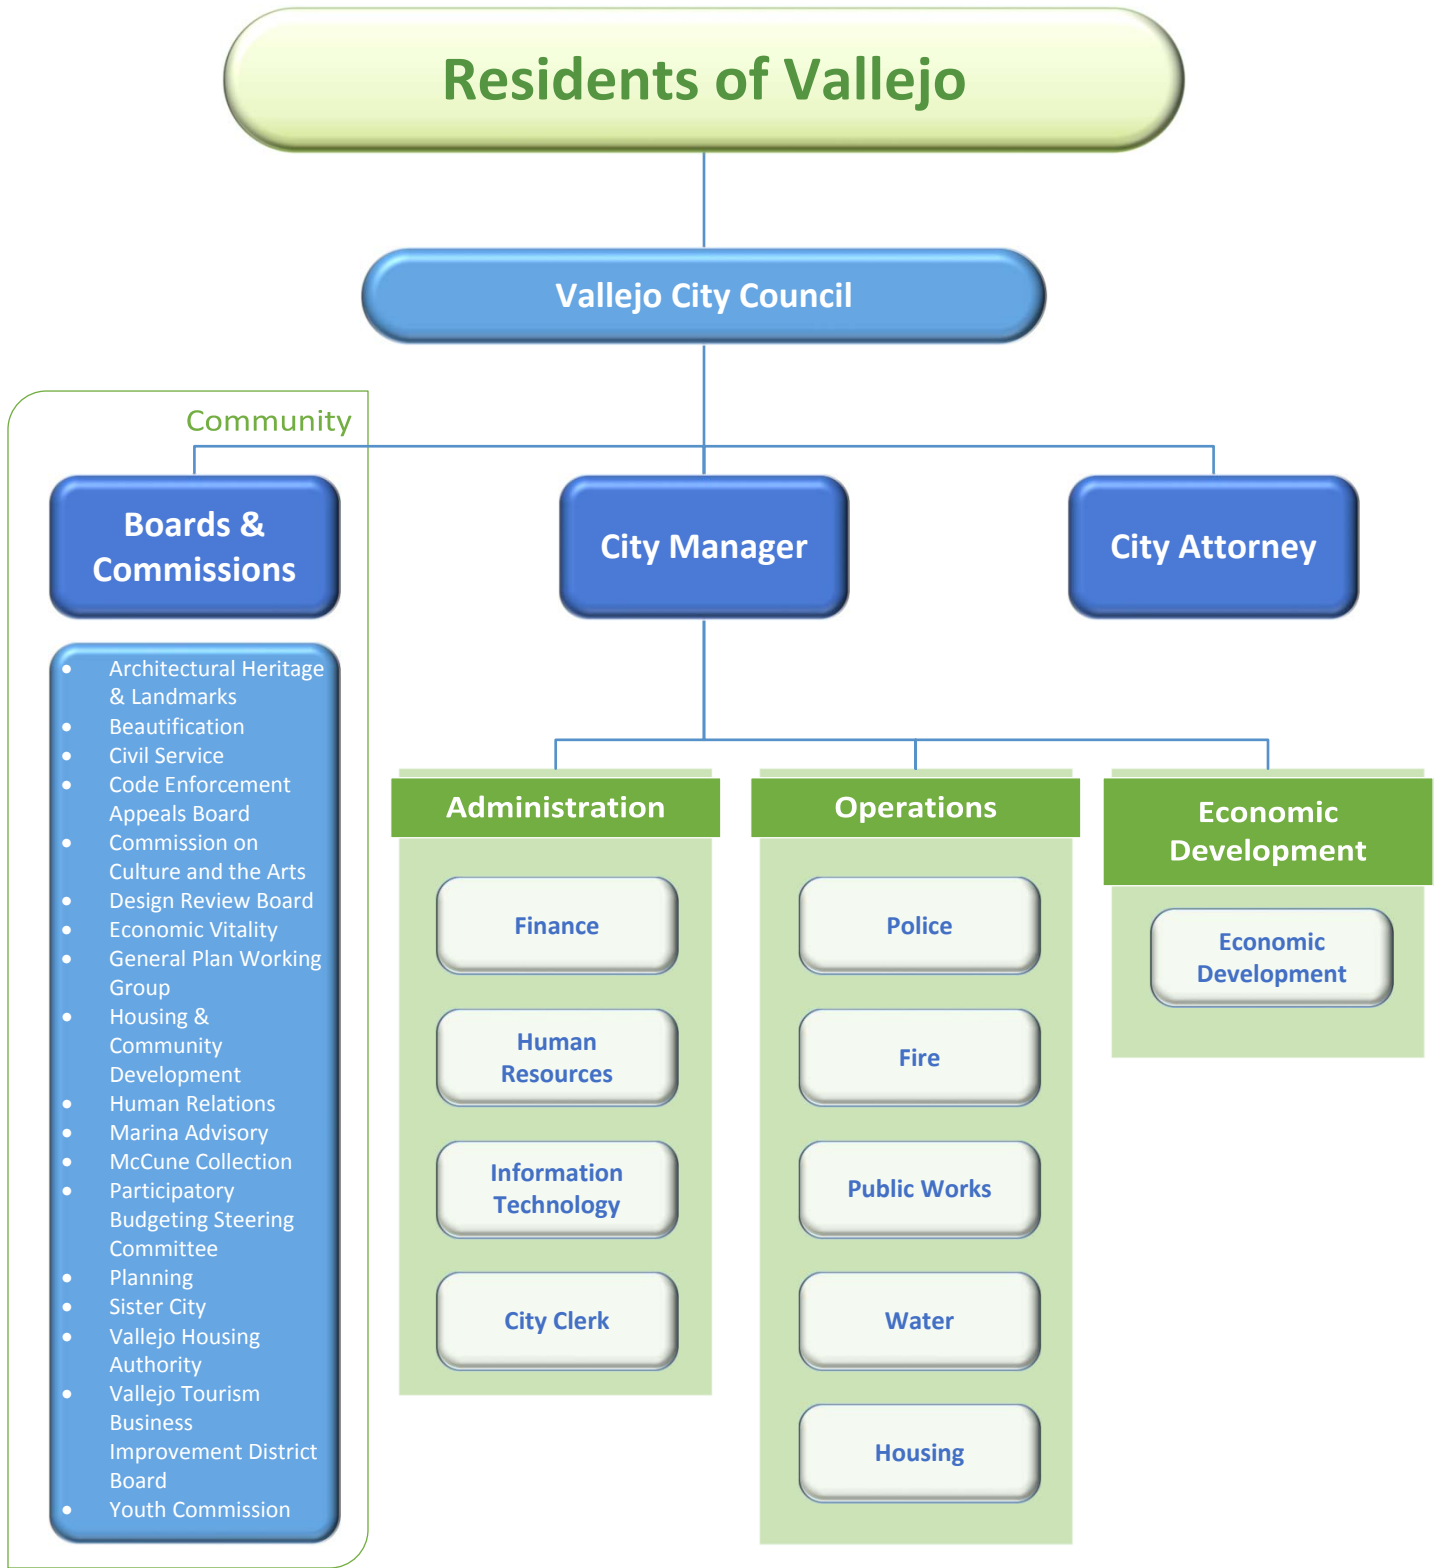 Residents of Vallejo
Vallejo City Council
Community
Boards &
Commissions
City Manager
City Attorney
• Architectural Heritage
& Landmarks
• Beautification
• Civil Service
• Code Enforcement
Appeals Board
• Commission on
Culture and the Arts
• Design Review Board
• Economic Vitality
• General Plan Working
Group
• Housing &
Community
Development
• Human Relations
• Marina Advisory
• McCune Collection
• Participatory
Budgeting Steering
Committee
• Planning
• Sister City
• Vallejo Housing
Authority
• Vallejo Tourism
Business
Improvement District
Board
• Youth Commission
Administration
Finance
Human
Resources
Information
Technology
City Clerk
Operations
Police
Fire
Public Works
Water
Housing
Economic
Development
Economic
Development